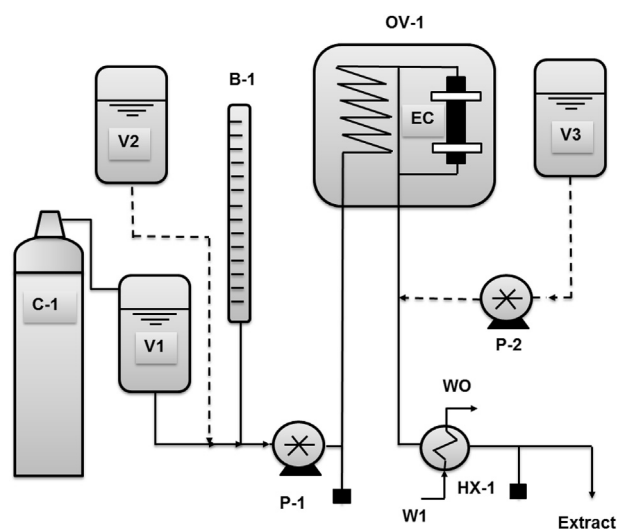 OV-1
B-1
V2
EC
V3
C-1
V1
P-2
WO
P-1
W1
HX-1
Extract